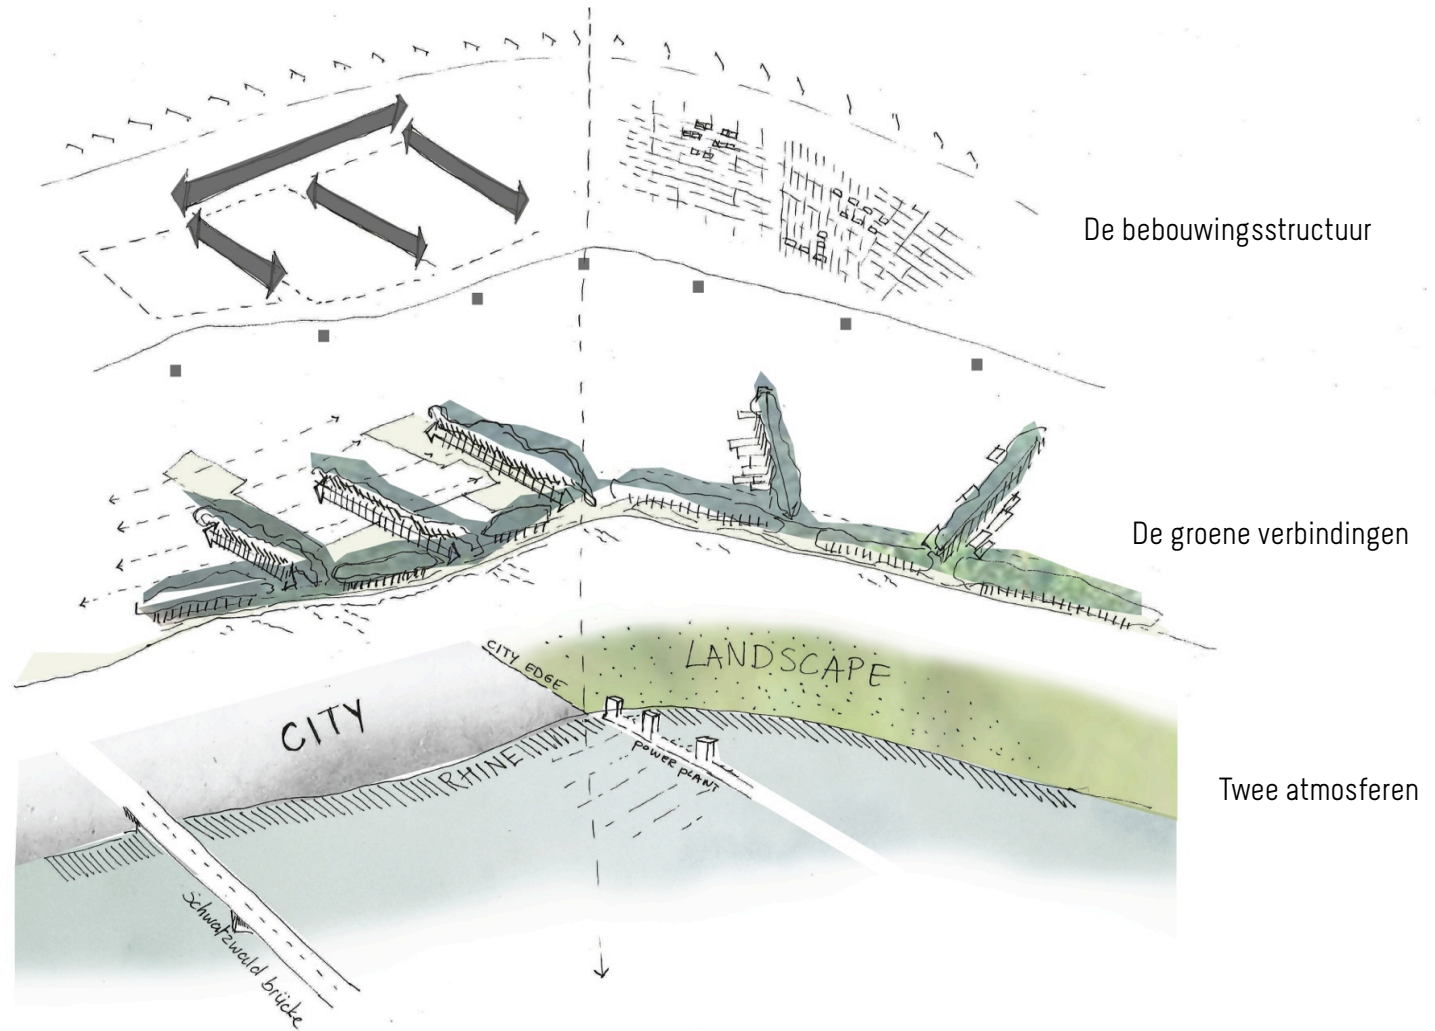 De bebouwingsstructuur
De groene verbindingen
CITY EDGE
LANDSCAPE
CITY
RHINE
POWER PLANT
Twee atmosferen
Schwarzwald brücke